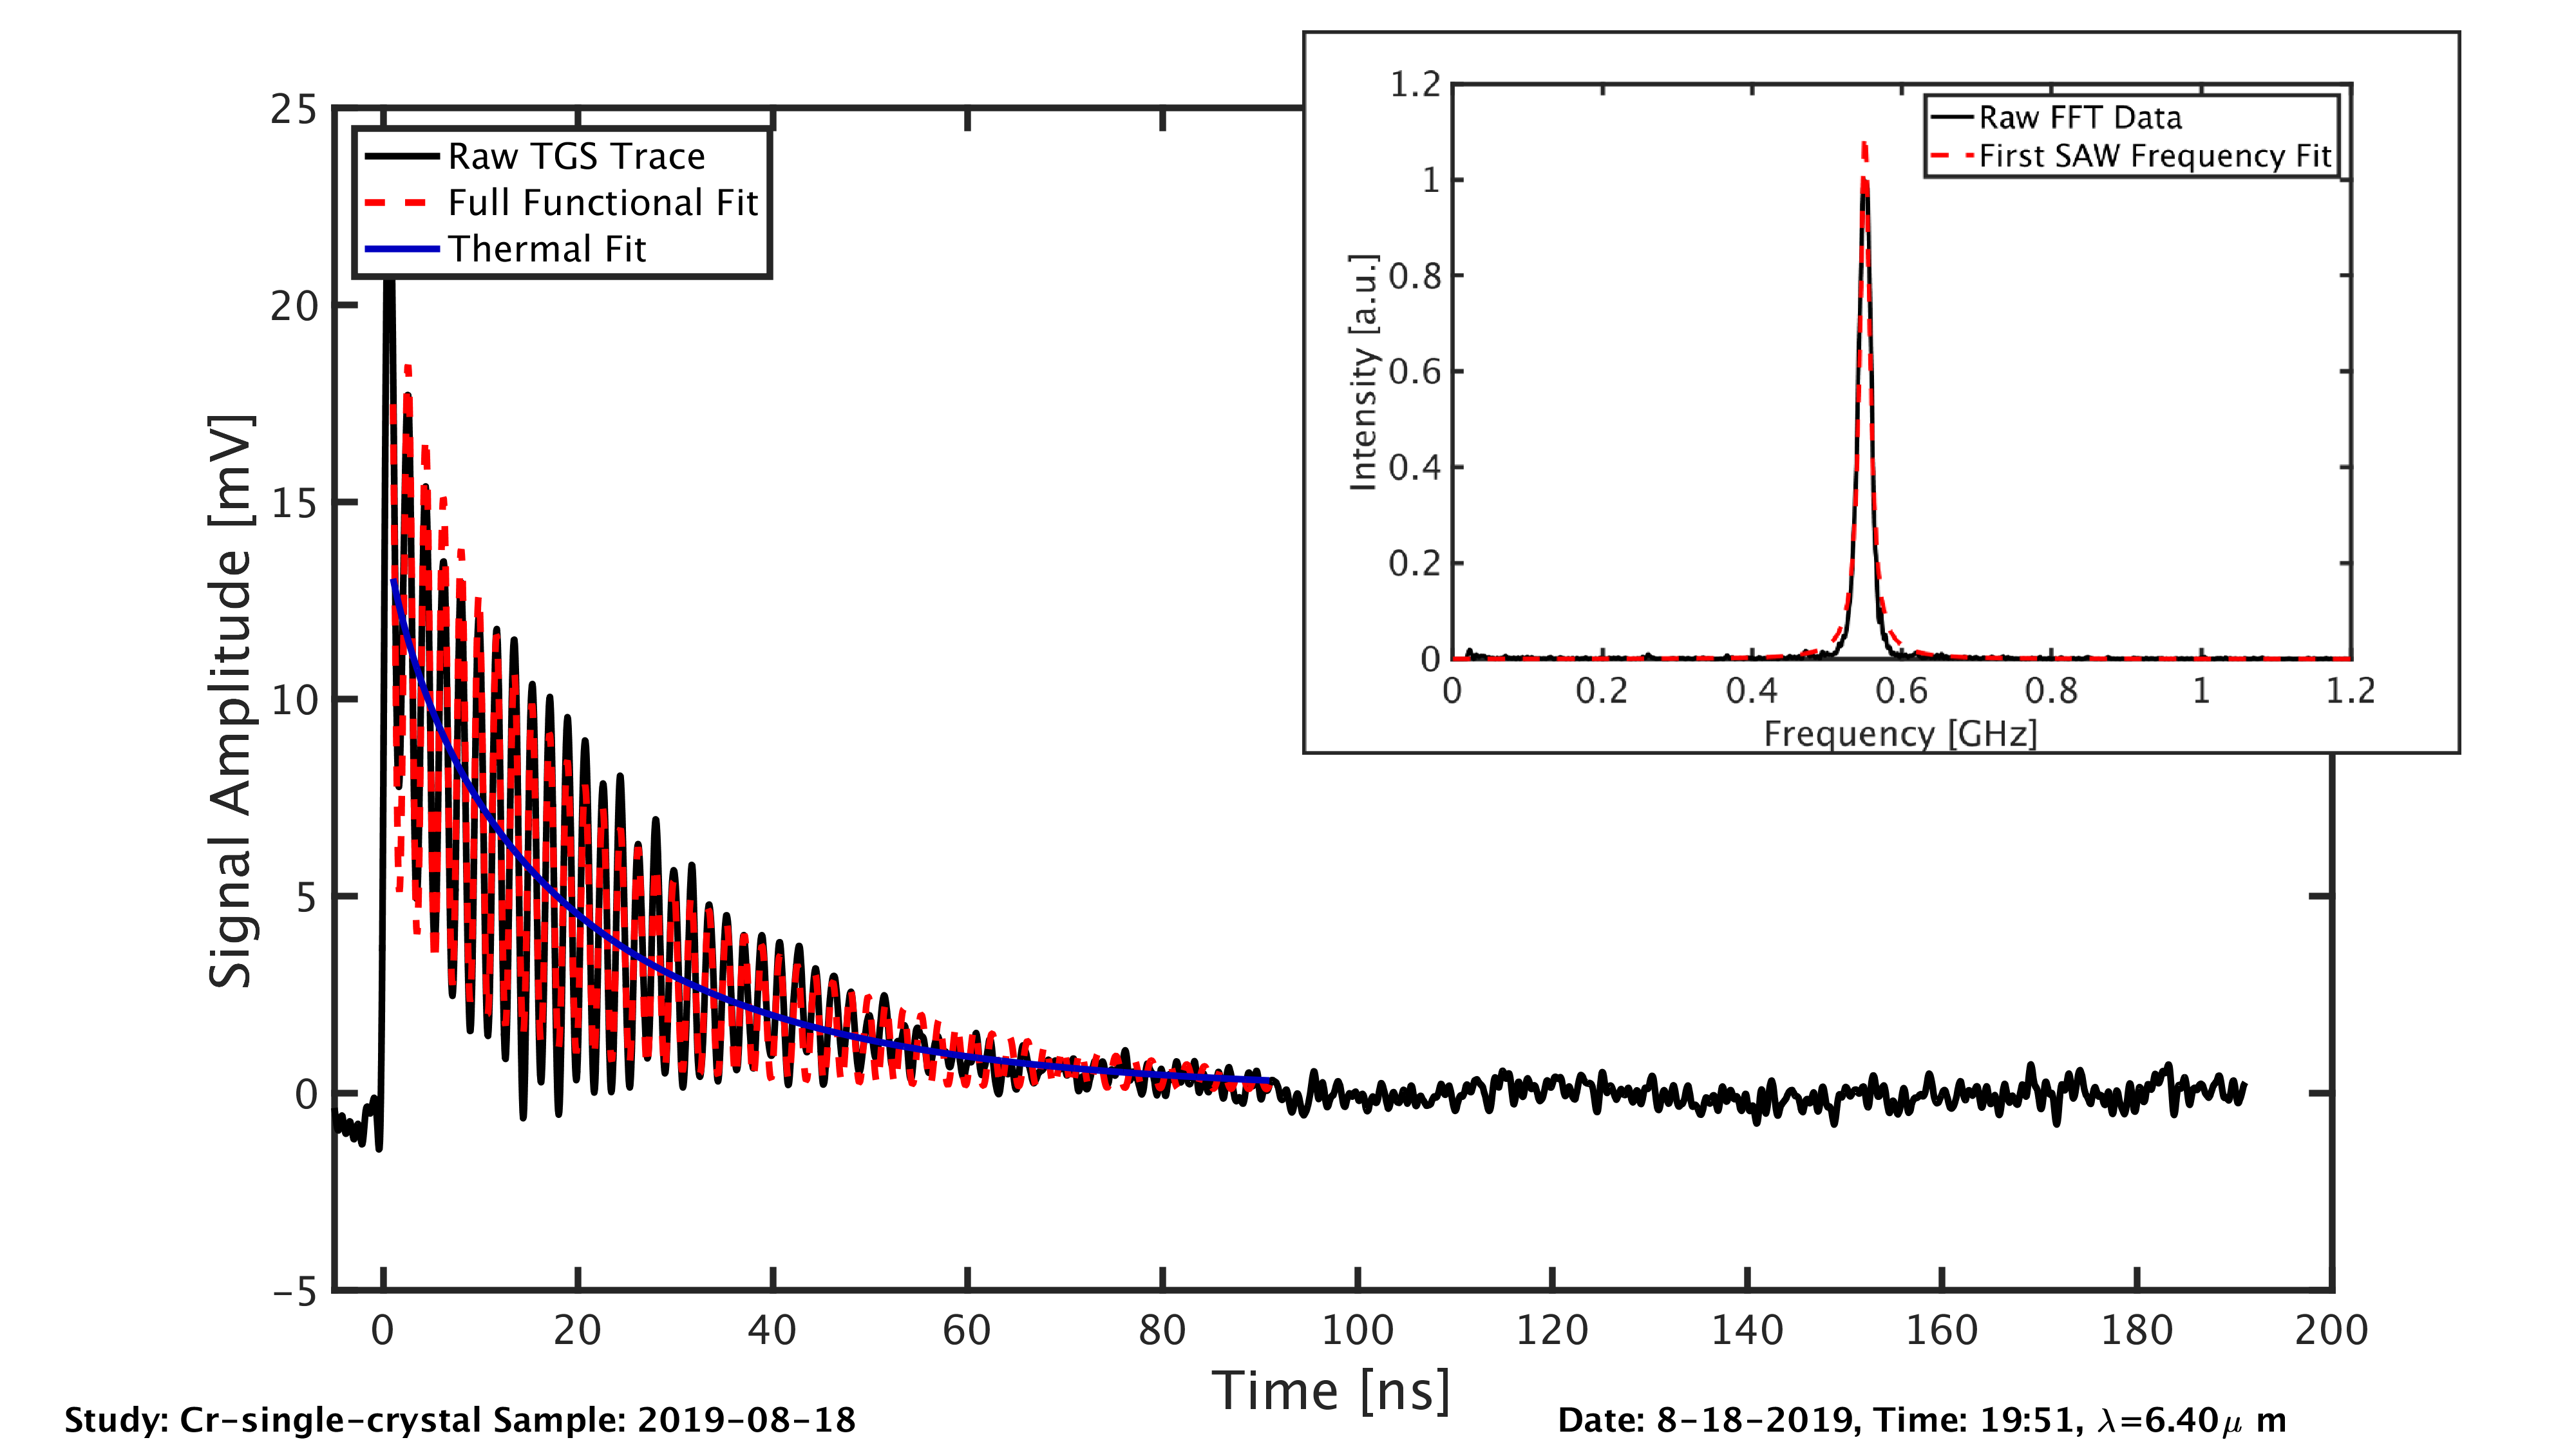 25
20
15
10
5
0
−5
Signal Amplitude [mV]
Raw TGS Trace
Full Functional Fit
Thermal Fit
0 20 40 60 80 100 120 140 160 180 200
Time [ns]
1.2
1
0.8
0.6
0.4
0.2
0
Intensity [a.u.]
Raw FFT Data
First SAW Frequency Fit
0 0.2 0.4 0.6 0.8 1 1.2
Frequency [GHz]
Study: Cr-single-crystal Sample: 2019-08-18
Date: 8-18-2019, Time: 19:51, λ=6.40μ m